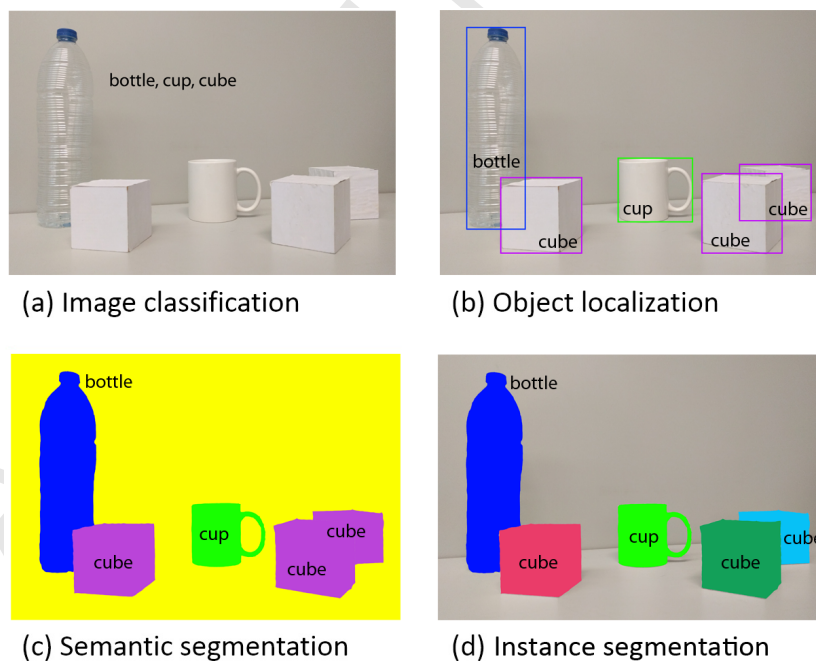 bottle, cup, cube
(a) Image classification
bottle
cup
cube
cube
cube
(b) Object localization
bottle
cup
cube
cube
cube
(c) Semantic segmentation
bottle
cup
cube
cube
cube
(d) Instance segmentation